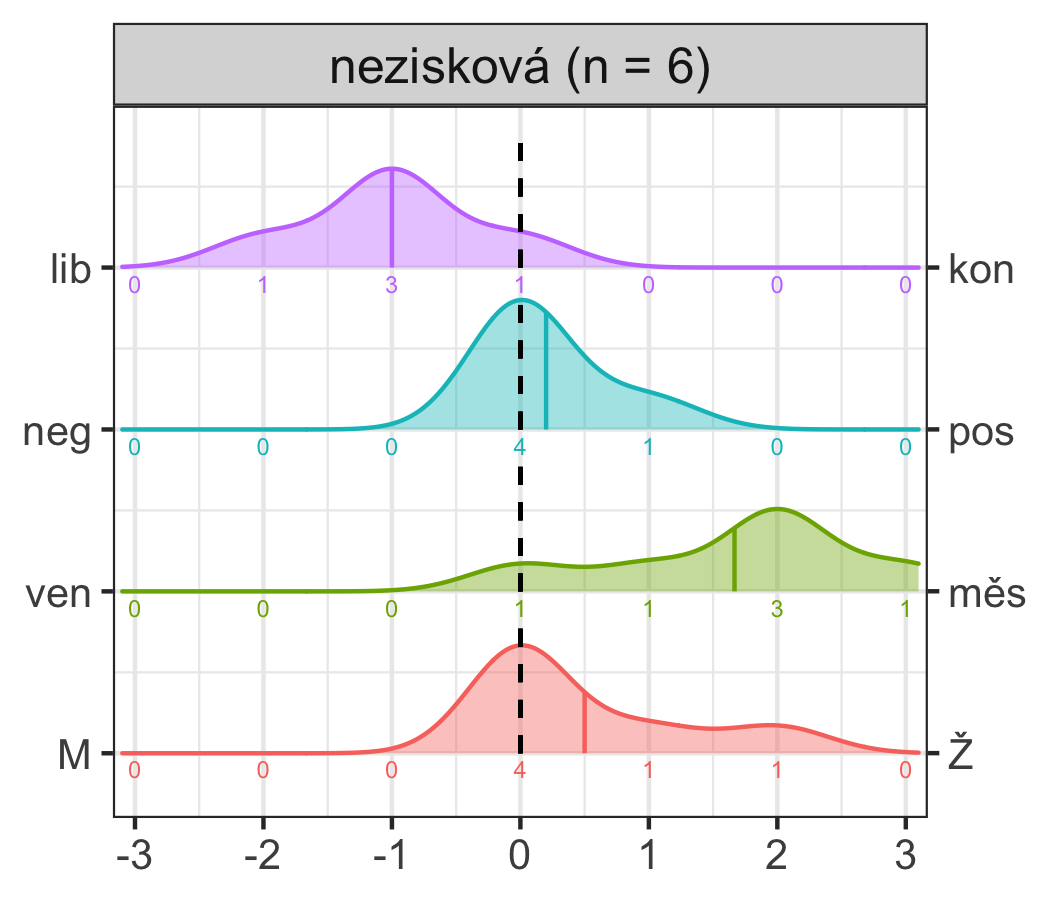 nezisková (n = 6)
lib kon
0 1 3 1 0 0 0
neg pos
0 0 0 4 1 0 0
ven měs
0 0 0 1 1 3 1
M Ž
0 0 0 4 1 1 0
-3 -2 -1 0 1 2 3